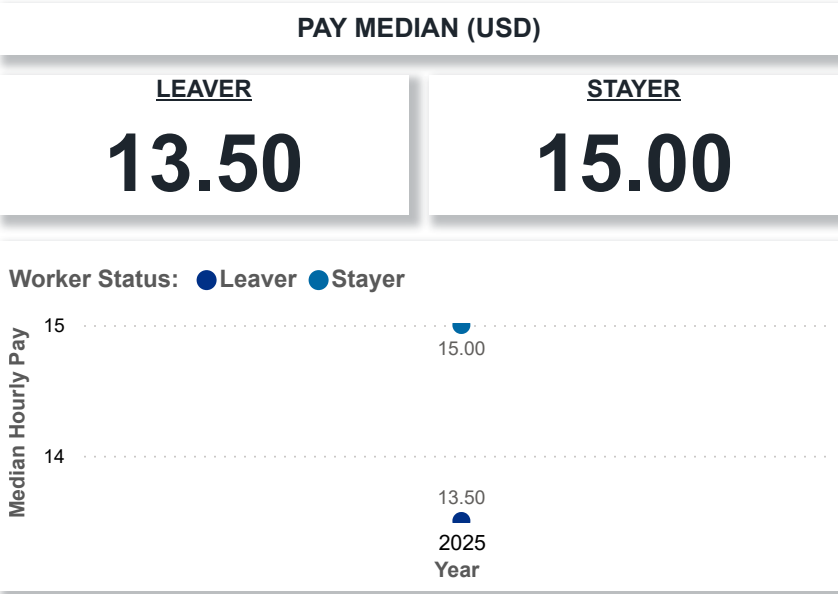 PAY MEDIAN (USD)
LEAVER
13.50
STAYER
15.00
Worker Status: Leaver Stayer
Median Hourly Pay
15
15.00
14
13.50
2025
Year